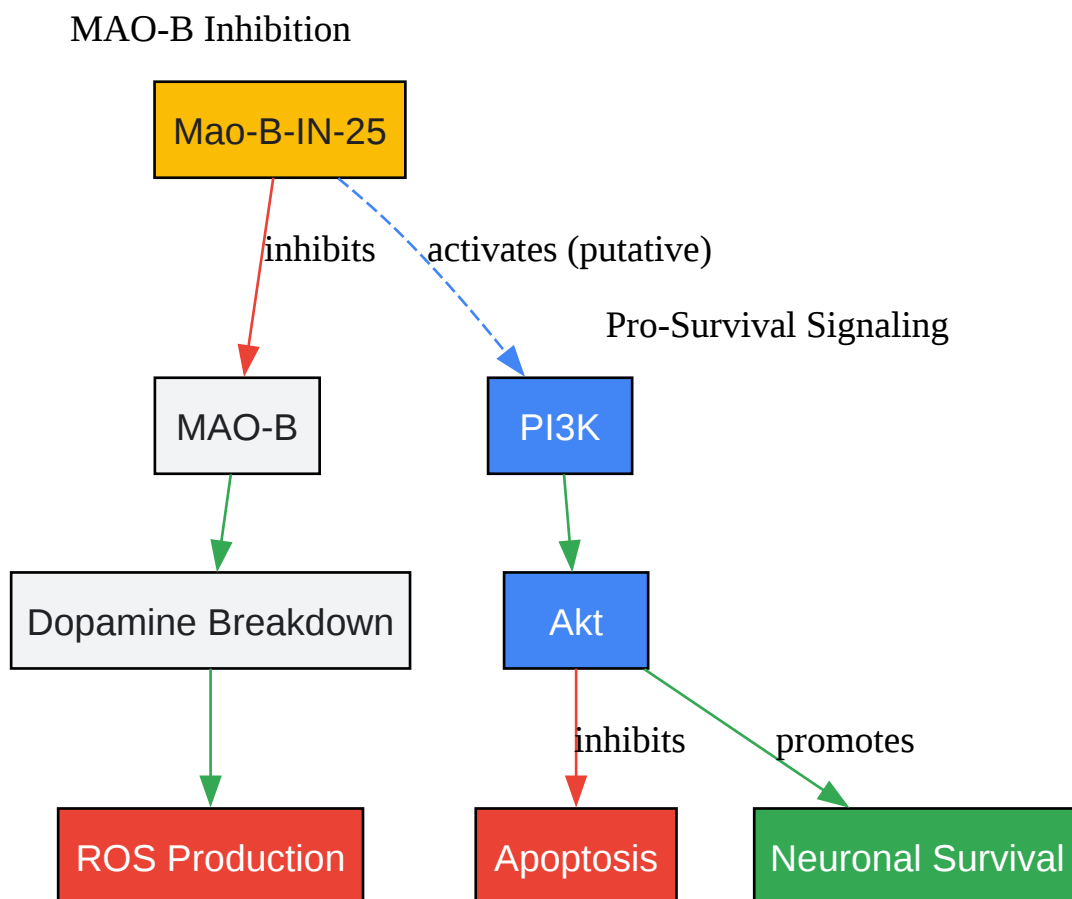 MAO-B Inhibition
Mao-B-IN-25
inhibits
activates (putative)
Pro-Survival Signaling
MAO-B
PI3K
Dopamine Breakdown
Akt
inhibits
promotes
ROS Production
Apoptosis
Neuronal Survival